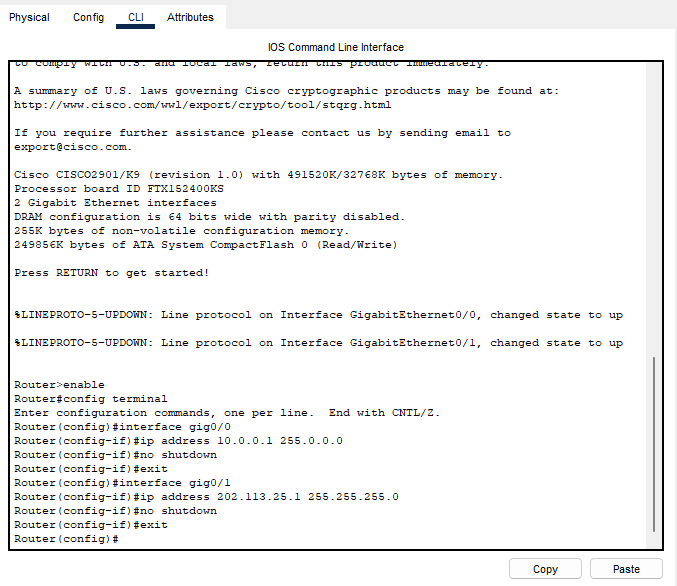 Physical Config CLI Attributes
IOS Command Line Interface
to comply with U.S. and local laws, return this product immediately.
A summary of U.S. laws governing Cisco cryptographic products may be found at:
http://www.cisco.com/wwl/export/crypto/tool/stqrg.html
If you require further assistance please contact us by sending email to
export@cisco.com.
Cisco CISCO2901/K9 (revision 1.0) with 491520K/32768K bytes of memory.
Processor board ID FTX152400KS
2 Gigabit Ethernet interfaces
DRAM configuration is 64 bits wide with parity disabled.
255K bytes of non-volatile configuration memory.
249856K bytes of ATA System CompactFlash 0 (Read/Write)
Press RETURN to get started!
%LINEPROTO-5-UPDOWN: Line protocol on Interface GigabitEthernet0/0, changed state to up
%LINEPROTO-5-UPDOWN: Line protocol on Interface GigabitEthernet0/1, changed state to up
Router>enable
Router#config terminal
Enter configuration commands, one per line.  End with CNTL/Z.
Router(config)#interface gig0/0
Router(config-if)#ip address 10.0.0.1 255.0.0.0
Router(config-if)#no shutdown
Router(config-if)#exit
Router(config)#interface gig0/1
Router(config-if)#ip address 202.113.25.1 255.255.255.0
Router(config-if)#no shutdown
Router(config-if)#exit
Router(config)#
Copy Paste